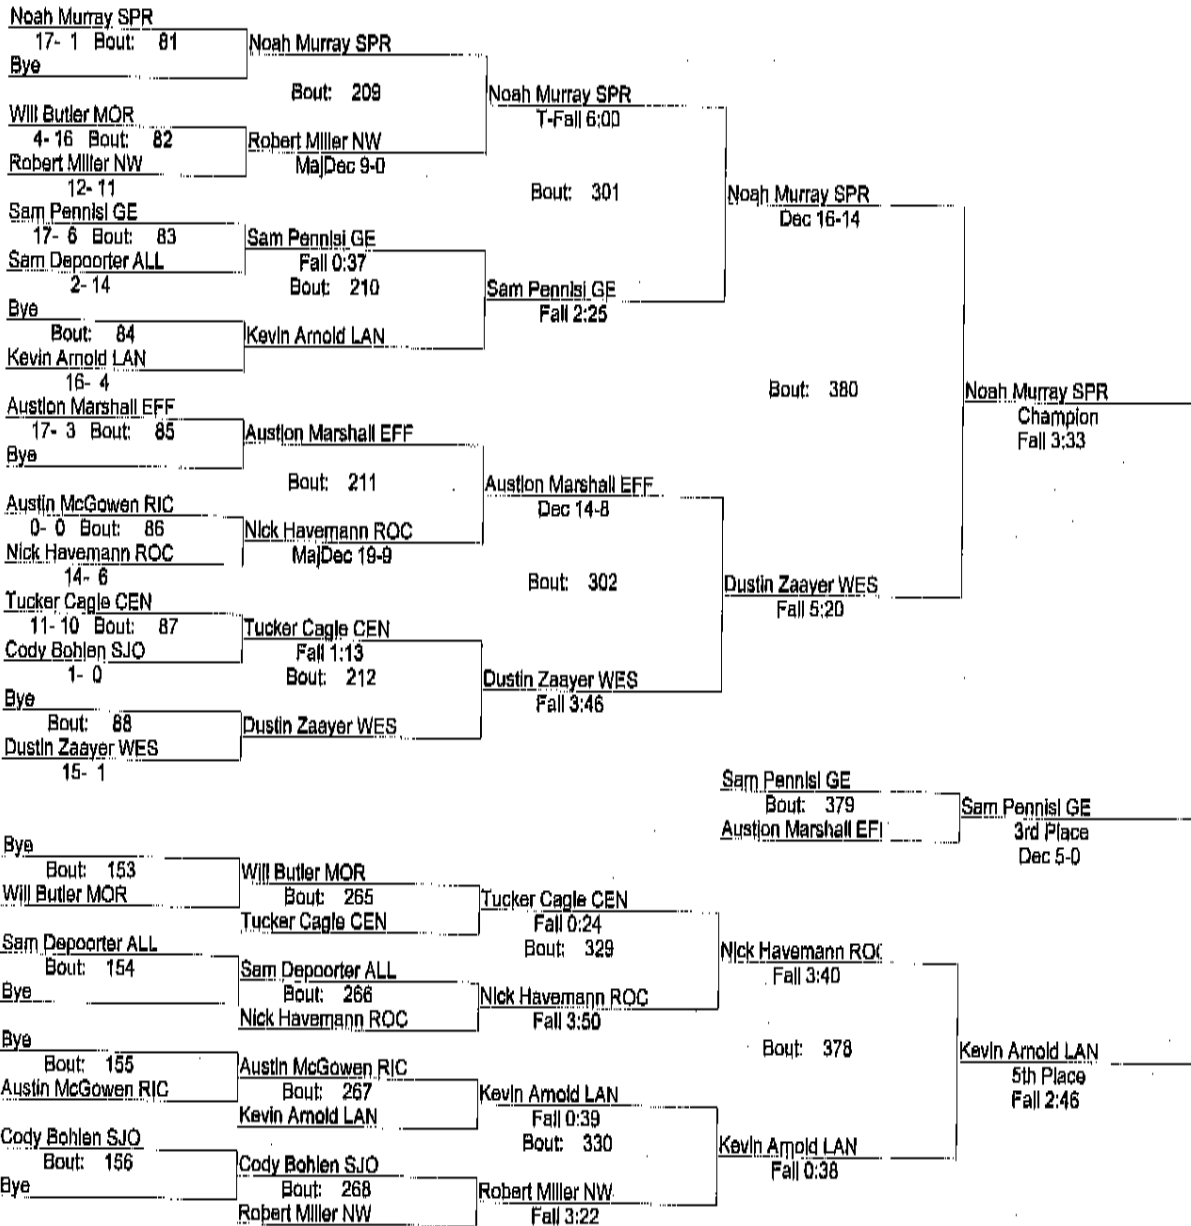 Noah Murray SPR
17- 1 Bout: 81
Bye
Noah Murray SPR
Bout: 209
Will Butler MOR
4- 16 Bout: 82
Robert Miller NW
12- 11
Robert Miller NW
MajDec 9-0
Noah Murray SPR
T-Fall 6:00
Bout: 301
Sam Pennisi GE
17- 6 Bout: 83
Sam Depoorter ALL
2- 14
Sam Pennisi GE
Fall 0:37
Bout: 210
Bye
Bout: 84
Kevin Arnold LAN
16- 4
Kevin Arnold LAN
Sam Pennisi GE
Fall 2:25
Noah Murray SPR
Dec 16-14
Bout: 380
Noah Murray SPR
Champion
Fall 3:33
Austion Marshall EFF
17- 3 Bout: 85
Bye
Austion Marshall EFF
Bout: 211
Austin McGowen RIC
0- 0 Bout: 86
Nick Havemann ROC
14- 6
Nick Havemann ROC
MajDec 19-9
Austion Marshall EFF
Dec 14-8
Bout: 302
Tucker Cagle CEN
11- 10 Bout: 87
Cody Bohlen SJO
1- 0
Tucker Cagle CEN
Fall 1:13
Bout: 212
Bye
Bout: 88
Dustin Zaayer WES
15- 1
Dustin Zaayer WES
Dustin Zaayer WES
Fall 3:46
Dustin Zaayer WES
Fall 5:20
Sam Pennisi GE
Bout: 379
Austion Marshall EFI
Sam Pennisi GE
3rd Place
Dec 5-0
Bye
Bout: 153
Will Butler MOR
Will Butler MOR
Bout: 265
Tucker Cagle CEN
Tucker Cagle CEN
Fall 0:24
Bout: 329
Sam Depoorter ALL
Bout: 154
Bye
Sam Depoorter ALL
Bout: 266
Nick Havemann ROC
Nick Havemann ROC
Fall 3:50
Nick Havemann ROC
Fall 3:40
Bout: 378
Bye
Bout: 155
Austin McGowen RIC
Austin McGowen RIC
Bout: 267
Kevin Arnold LAN
Kevin Arnold LAN
Fall 0:39
Bout: 330
Cody Bohlen SJO
Bout: 156
Bye
Cody Bohlen SJO
Bout: 268
Robert Miller NW
Robert Miller NW
Fall 3:22
Kevin Arnold LAN
Fall 0:38
Kevin Arnold LAN
5th Place
Fall 2:46